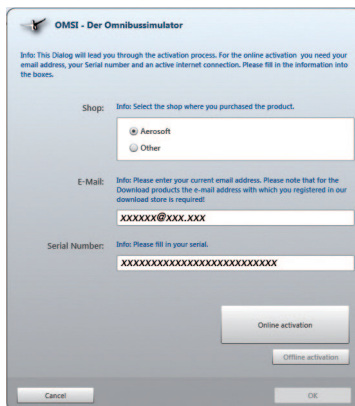 OMSI - Der Omnibussimulator
Info: This Dialog will lead you through the activation process. For the online activation you need your
email address, your Serial number and an active internet connection. Please fill in the information into
the boxes.
Shop:
Info: Select the shop where you purchased the product.
Aerosoft
Other
E-Mail:
Info: Please enter your current email address. Please note that for the
Download products the e-mail address with which you registered in our
download store is required!
xxxxxx@xxx.xxx
Serial Number:
Info: Please fill in your serial.
XXXXXXXXXXXXXXXXXXXXXXXXXX
Online activation
Offline activation
Cancel
OK